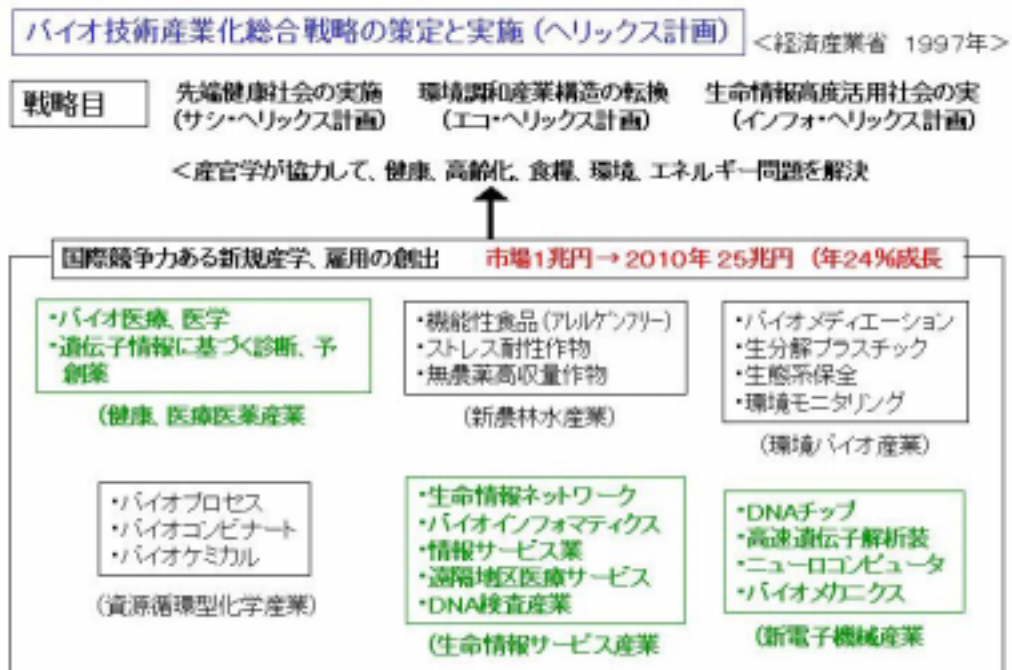 バイオ技術産業化総合戦略の策定と実施（ヘリックス計画）
＜経済産業省 1997年＞
戦略目
先端健康社会の実施
（サシ・ヘリックス計画）
環境調和産業構造の転換
（エコ・ヘリックス計画）
生命情報高度活用社会の実
（インフォ・ヘリックス計画）
＜産官学が協力して、健康、高齢化、食糧、環境、エネルギー問題を解決
国際競争力ある新規産学、雇用の創出 市場1兆円→2010年 25兆円 （年24％成長
・バイオ医療、医学
・遺伝子情報に基づく診断、予
創薬
（健康、医療医薬産業
・機能性食品（アレルゲンフリー）
・ストレス耐性作物
・無農薬高収量作物
（新農林水産業）
・バイオメディエーション
・生分解プラスチック
・生態系保全
・環境モニタリング
（環境バイオ産業）
・バイオプロセス
・バイオコンビナート
・バイオケミカル
（資源循環型化学産業）
・生命情報ネットワーク
・バイオインフォマティクス
・情報サービス業
・遠隔地区医療サービス
・DNA検査産業
（生命情報サービス産業
・DNAチップ
・高速遺伝子解析装
・ニューロコンピュータ
・バイオメカニクス
（新電子機械産業